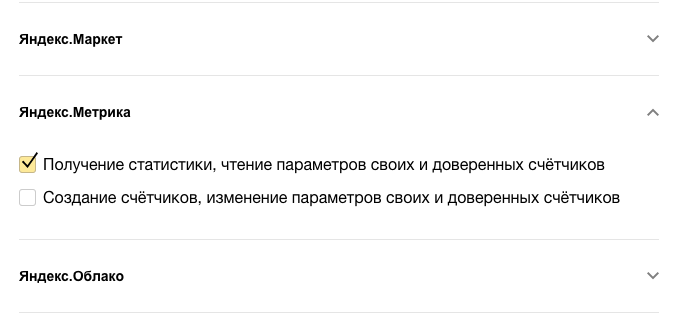 Яндекс.Маркет
Яндекс.Метрика
Получение статистики, чтение параметров своих и доверенных счётчиков
Создание счётчиков, изменение параметров своих и доверенных счётчиков
Яндекс.Облако